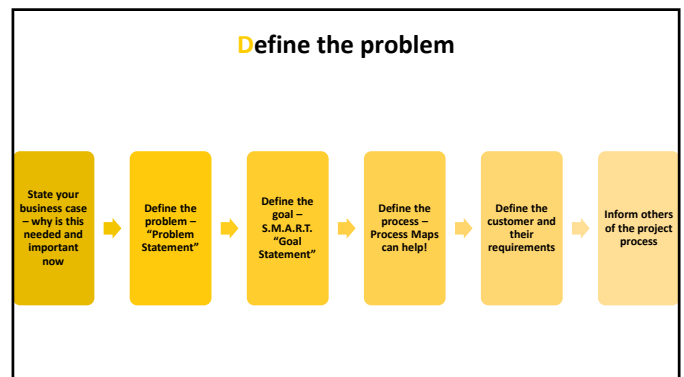 Define the problem
State your
business case
– why is this
needed and
important
now
Define the
problem –
“Problem
Statement”
Define the
goal –
S.M.A.R.T.
“Goal
Statement”
Define the
process –
Process Maps
can help!
Define the
customer and
their
requirements
Inform others
of the project
process